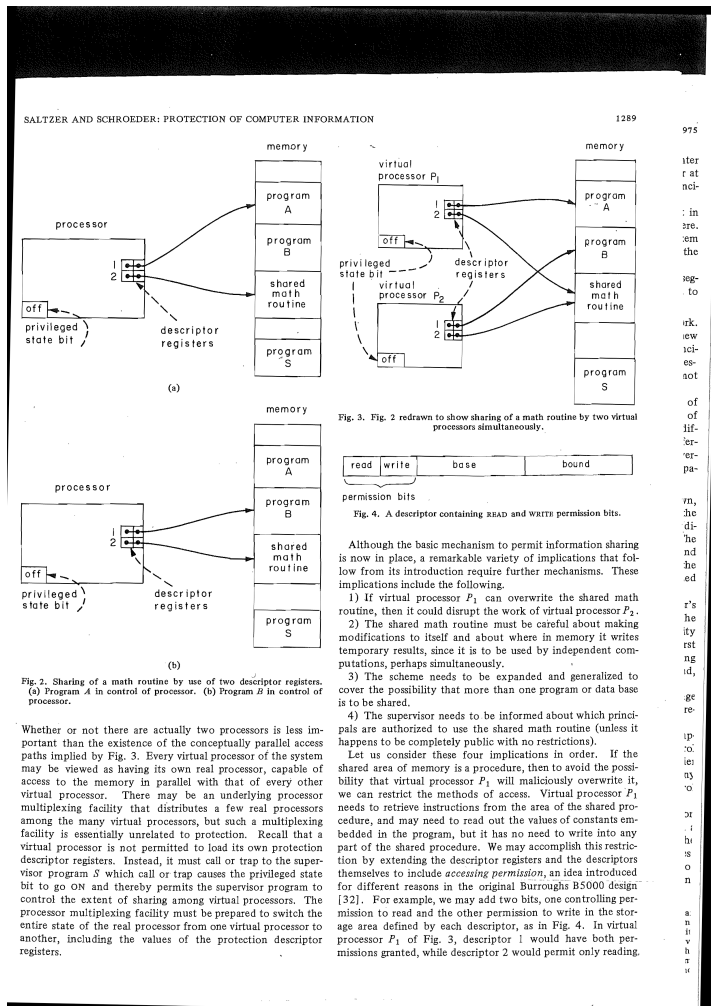 SALTZER AND SCHROEDER: PROTECTION OF COMPUTER INFORMATION
1289
memory
program
A
program
B
shared
math
routine
program
S
processor
1
2
off
privileged
state bit
descriptor
registers
(a)
memory
program
A
program
B
shared
math
routine
program
S
processor
1
2
off
privileged
state bit
descriptor
registers
(b)
Fig. 2. Sharing of a math routine by use of two descriptor registers.
(a) Program A in control of processor. (b) Program B in control of
processor.
Whether or not there are actually two processors is less im-
portant than the existence of the conceptually parallel access
paths implied by Fig. 3. Every virtual processor of the system
may be viewed as having its own real processor, capable of
access to the memory in parallel with that of every other
virtual processor. There may be an underlying processor
multiplexing facility that distributes a few real processors
among the many virtual processors, but such a multiplexing
facility is essentially unrelated to protection. Recall that a
virtual processor is not permitted to load its own protection
descriptor registers. Instead, it must call or trap to the super-
visor program S which call or trap causes the privileged state
bit to go ON and thereby permits the supervisor program to
control the extent of sharing among virtual processors. The
processor multiplexing facility must be prepared to switch the
entire state of the real processor from one virtual processor to
another, including the values of the protection descriptor
registers.
memory
virtual
processor P1
1
2
off
privileged
state bit
descriptor
registers
virtual
processor P2
1
2
off
program
A
program
B
shared
math
routine
program
S
Fig. 3. Fig. 2 redrawn to show sharing of a math routine by two virtual
processors simultaneously.
read write base bound
permission bits
Fig. 4. A descriptor containing READ and WRITE permission bits.
Although the basic mechanism to permit information sharing
is now in place, a remarkable variety of implications that fol-
low from its introduction require further mechanisms. These
implications include the following.
1) If virtual processor P1 can overwrite the shared math
routine, then it could disrupt the work of virtual processor P2.
2) The shared math routine must be careful about making
modifications to itself and about where in memory it writes
temporary results, since it is to be used by independent com-
putations, perhaps simultaneously.
3) The scheme needs to be expanded and generalized to
cover the possibility that more than one program or data base
is to be shared.
4) The supervisor needs to be informed about which princi-
pals are authorized to use the shared math routine (unless it
happens to be completely public with no restrictions).
Let us consider these four implications in order. If the
shared area of memory is a procedure, then to avoid the possi-
bility that virtual processor P1 will maliciously overwrite it,
we can restrict the methods of access. Virtual processor P1
needs to retrieve instructions from the area of the shared pro-
cedure, and may need to read out the values of constants em-
bedded in the program, but it has no need to write into any
part of the shared procedure. We may accomplish this restric-
tion by extending the descriptor registers and the descriptors
themselves to include accessing permission, an idea introduced
for different reasons in the original Burroughs B5000 design
[32]. For example, we may add two bits, one controlling per-
mission to read and the other permission to write in the stor-
age area defined by each descriptor, as in Fig. 4. In virtual
processor P1 of Fig. 3, descriptor 1 would have both per-
missions granted, while descriptor 2 would permit only reading.
975